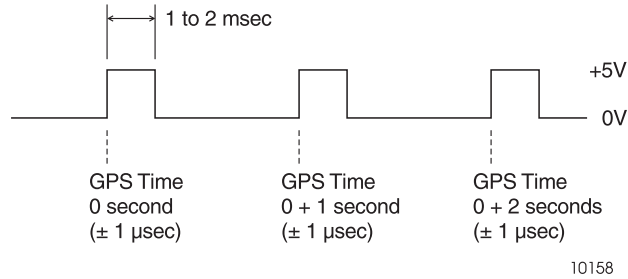 1 to 2 msec
+5V
0V
GPS Time
0 second
(± 1 µsec)
GPS Time
0 + 1 second
(± 1 µsec)
GPS Time
0 + 2 seconds
(± 1 µsec)
10158